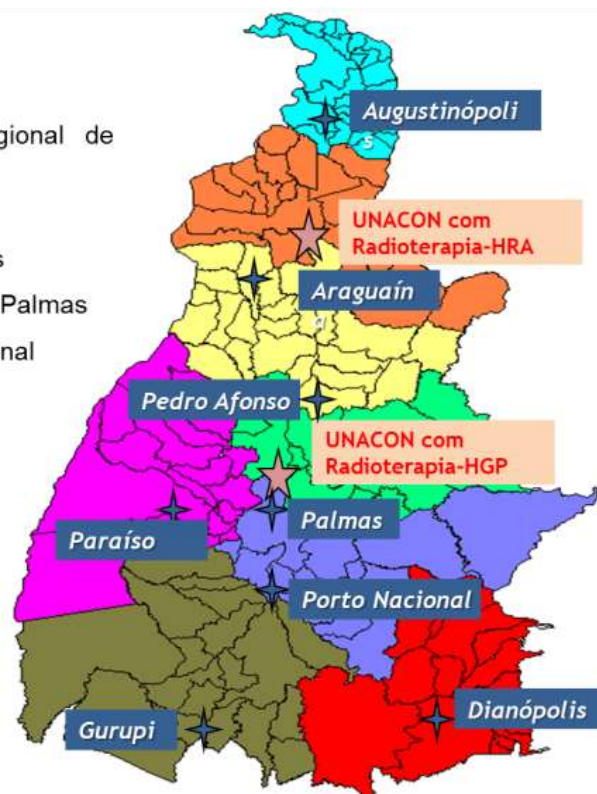 gional de
s
Palmas
nal
Augustinópoli
s
UNACON com
Radioterapia-HRA
Araguaín
a
Pedro Afonso
UNACON com
Radioterapia-HGP
Palmas
Paraíso
Porto Nacional
Dianópolis
Gurupi